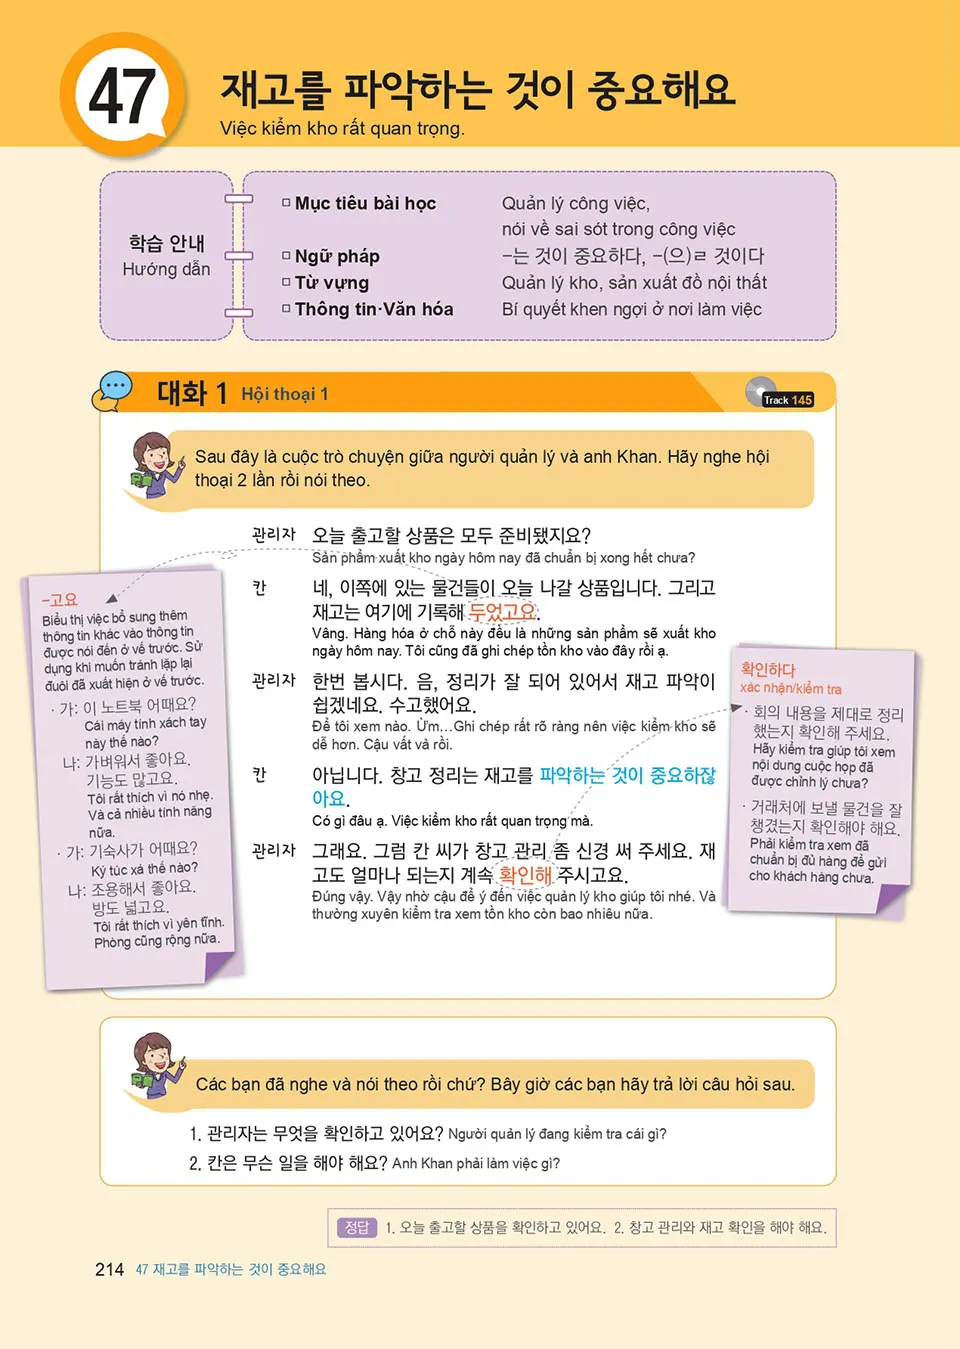 47
재고를 파악하는 것이 중요해요
Việc kiểm kho rất quan trọng.
학습 안내
Hướng dẫn
□ Mục tiêu bài học Quản lý công việc,
nói về sai sót trong công việc
□ Ngữ pháp -는 것이 중요하다, -(으)ㄹ 것이다
□ Từ vựng Quản lý kho, sản xuất đồ nội thất
□ Thông tin·Văn hóa Bí quyết khen ngợi ở nơi làm việc
대화 1 Hội thoại 1
Track 145
Sau đây là cuộc trò chuyện giữa người quản lý và anh Khan. Hãy nghe hội
thoại 2 lần rồi nói theo.
관리자 오늘 출고할 상품은 모두 준비됐지요?
Sản phẩm xuất kho ngày hôm nay đã chuẩn bị xong hết chưa?
칸 네, 이쪽에 있는 물건들이 오늘 나갈 상품입니다. 그리고
재고는 여기에 기록해 두었고요.
Vâng. Hàng hóa ở chỗ này đều là những sản phẩm sẽ xuất kho
ngày hôm nay. Tôi cũng đã ghi chép tồn kho vào đây rồi ạ.
관리자 한번 봅시다. 음, 정리가 잘 되어 있어서 재고 파악이
쉽겠네요. 수고했어요.
Để tôi xem nào. Ừm…Ghi chép rất rõ ràng nên việc kiểm kho sẽ
dễ hơn. Cậu vất vả rồi.
칸 아닙니다. 창고 정리는 재고를 파악하는 것이 중요하잖
아요.
Có gì đâu ạ. Việc kiểm kho rất quan trọng mà.
관리자 그래요. 그럼 칸 씨가 창고 관리 좀 신경 써 주세요. 재
고도 얼마나 되는지 계속 확인해 주시고요.
Đúng vậy. Vậy nhờ cậu để ý đến việc quản lý kho giúp tôi nhé. Và
thường xuyên kiểm tra xem tồn kho còn bao nhiêu nữa.
-고요
Biểu thị việc bổ sung thêm
thông tin khác vào thông tin
được nói đến ở vế trước. Sử
dụng khi muốn tránh lặp lại
đuôi đã xuất hiện ở vế trước.
· 가: 이 노트북 어때요?
Cái máy tính xách tay
này thế nào?
나: 가벼워서 좋아요.
기능도 많고요.
Tôi rất thích vì nó nhẹ.
Và cả nhiều tính năng
nữa.
· 가: 기숙사가 어때요?
Ký túc xá thế nào?
나: 조용해서 좋아요.
방도 넓고요.
Tôi rất thích vì yên tĩnh.
Phòng cũng rộng nữa.
확인하다
xác nhận/kiểm tra
· 회의 내용을 제대로 정리
했는지 확인해 주세요.
Hãy kiểm tra giúp tôi xem
nội dung cuộc họp đã
được chỉnh lý chưa?
· 거래처에 보낼 물건을 잘
챙겼는지 확인해야 해요.
Phải kiểm tra xem đã
chuẩn bị đủ hàng để gửi
cho khách hàng chưa.
Các bạn đã nghe và nói theo rồi chứ? Bây giờ các bạn hãy trả lời câu hỏi sau.
1. 관리자는 무엇을 확인하고 있어요? Người quản lý đang kiểm tra cái gì?
2. 칸은 무슨 일을 해야 해요? Anh Khan phải làm việc gì?
정답 1. 오늘 출고할 상품을 확인하고 있어요. 2. 창고 관리와 재고 확인을 해야 해요.
214 47 재고를 파악하는 것이 중요해요